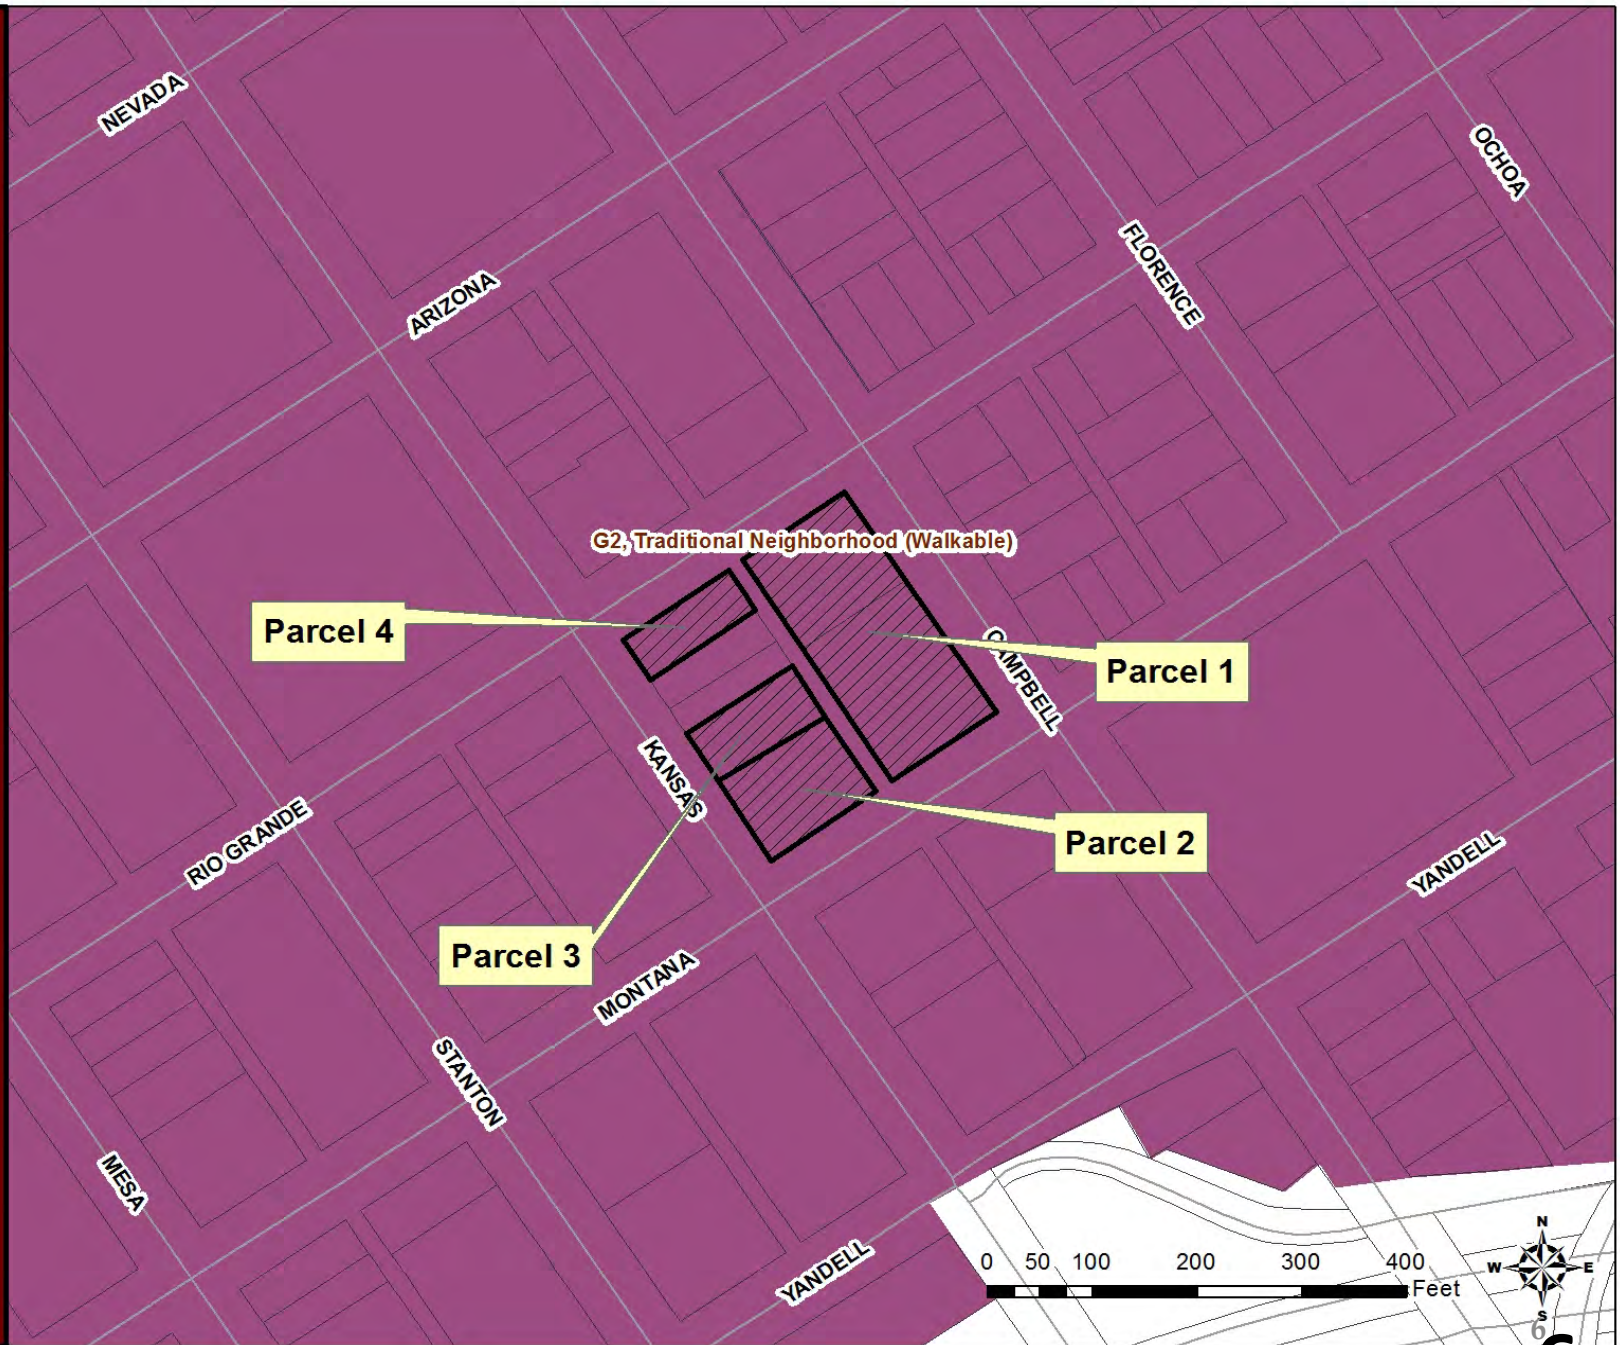 NEVADA
OCHOA
FLORENCE
ARIZONA
G2, Traditional Neighborhood (Walkable)
Parcel 4
Parcel 1
CAMPBELL
KANSAS
RIO GRANDE
Parcel 2
YANDELL
Parcel 3
MONTANA
STANTON
MESA
YANDELL
0 50 100 200 300 400
Feet
N
W E
S
6